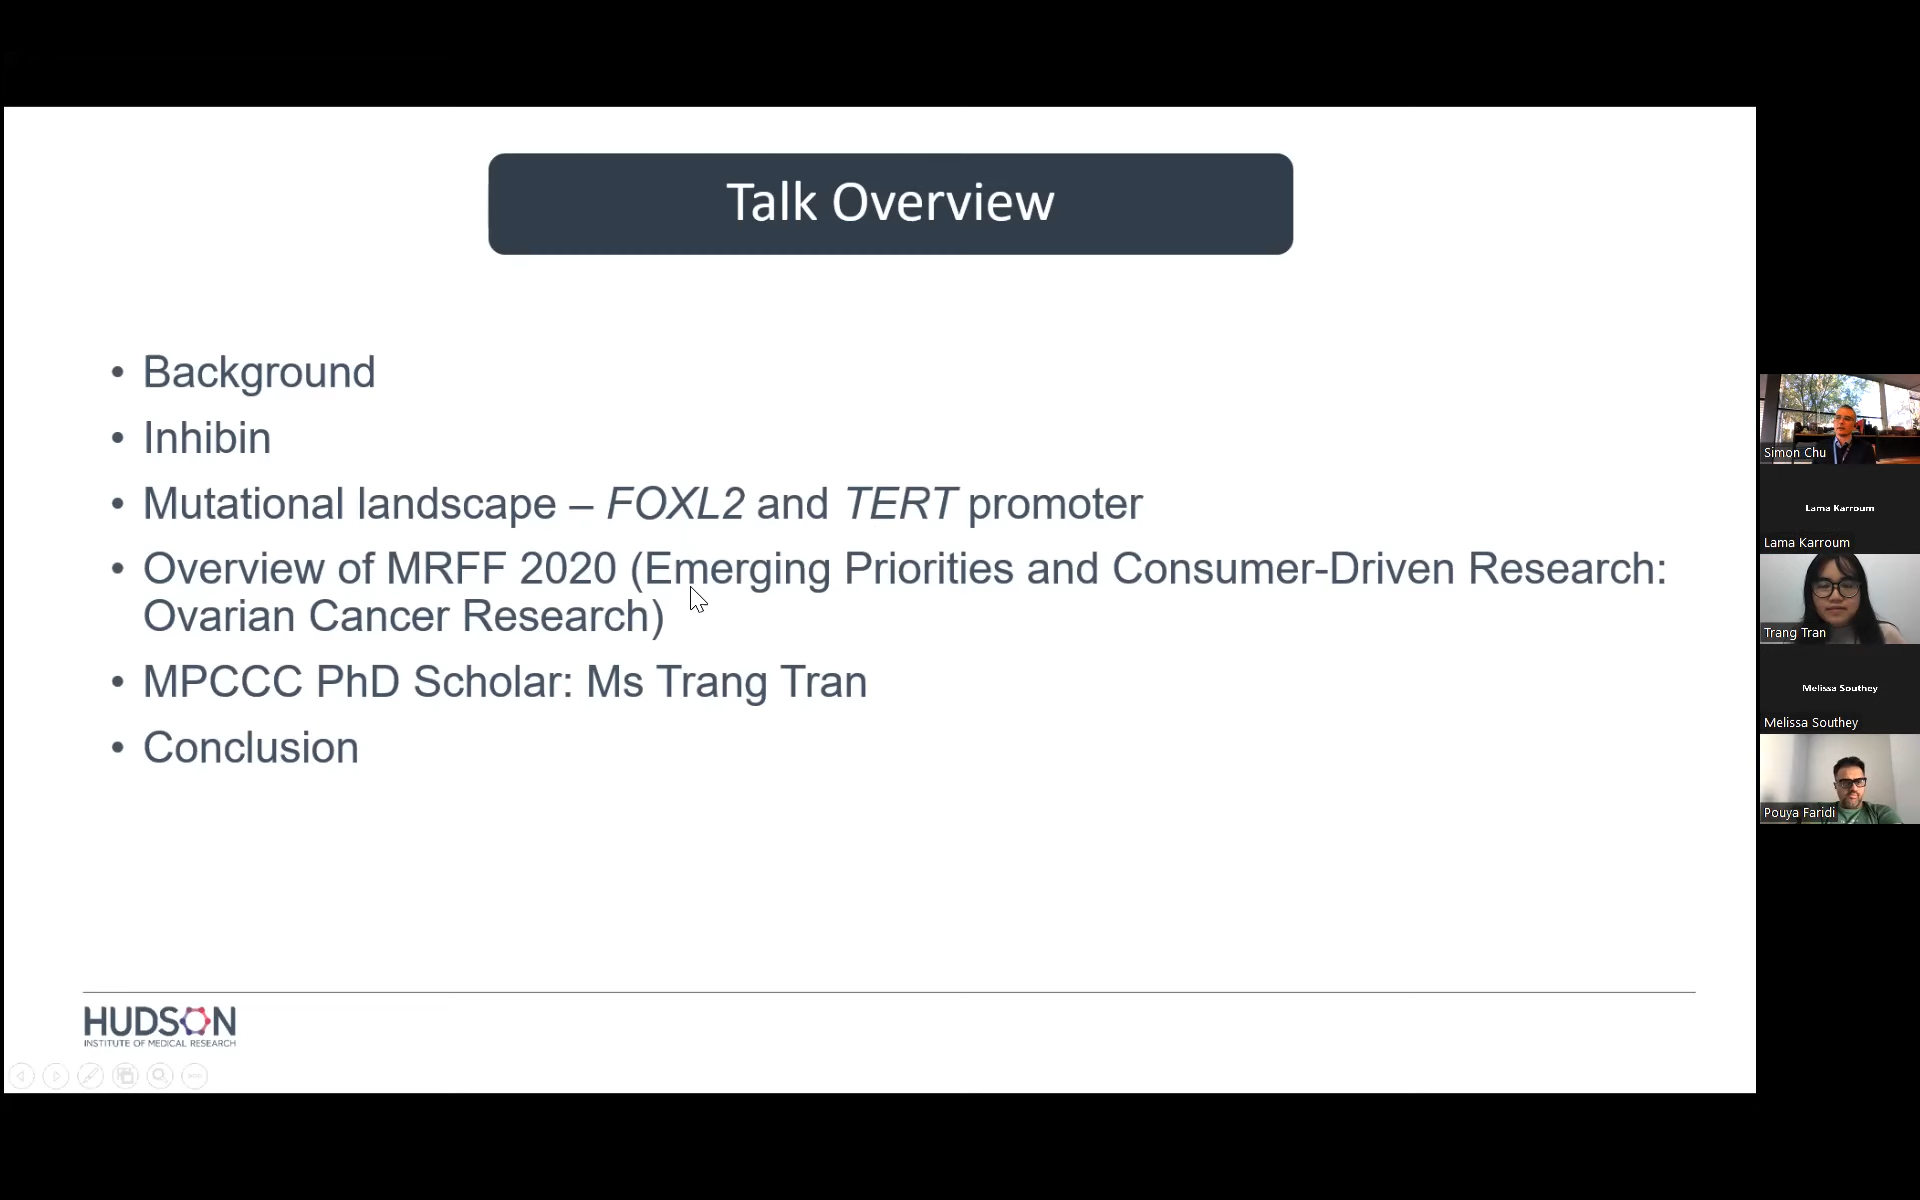 Talk Overview
• Background
• Inhibin
• Mutational landscape – FOXL2 and TERT promoter
• Overview of MRFF 2020 (Emerging Priorities and Consumer-Driven Research:
Ovarian Cancer Research)
• MPCCC PhD Scholar: Ms Trang Tran
• Conclusion
HUDSON
INSTITUTE OF MEDICAL RESEARCH
Simon Chu
Lama Karroum
Lama Karroum
Trang Tran
Melissa Southey
Melissa Southey
Pouya Faridi